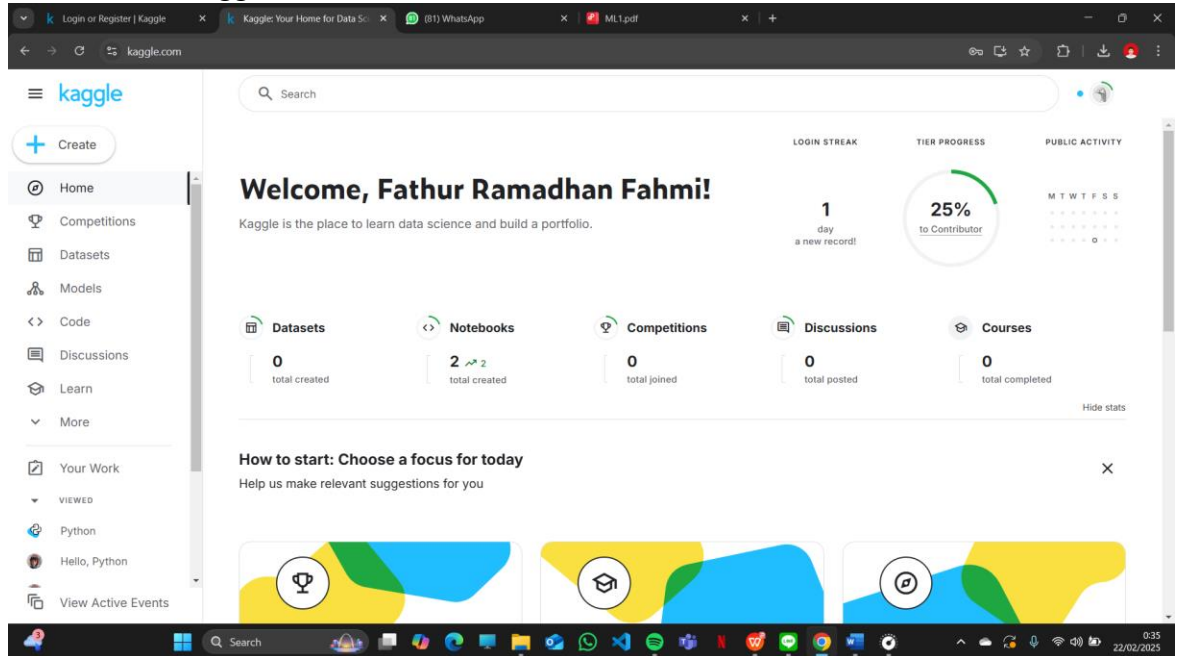 Login or Register | Kaggle
Kaggle: Your Home for Data Sci
(81) WhatsApp
ML1.pdf
kaggle.com
kaggle
Search
Create
Home
Competitions
Datasets
Models
Code
Discussions
Learn
More
Your Work
VIEWED
Python
Hello, Python
View Active Events
LOGIN STREAK
TIER PROGRESS
PUBLIC ACTIVITY
Welcome, Fathur Ramadhan Fahmi!
Kaggle is the place to learn data science and build a portfolio.
1
day
a new record!
25%
to Contributor
M T W T F S S
Datasets
0
total created
Notebooks
2 2
total created
Competitions
0
total joined
Discussions
0
total posted
Courses
0
total completed
Hide stats
How to start: Choose a focus for today
Help us make relevant suggestions for you
Search
0:35
22/02/2025